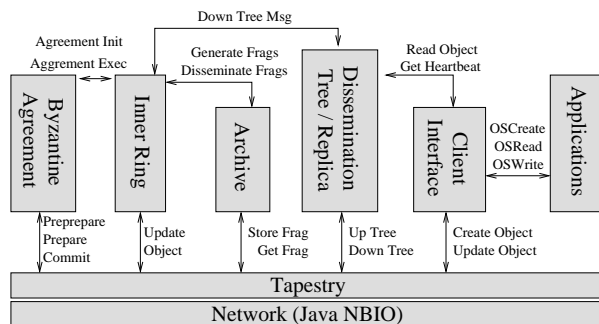 Down Tree Msg
Agreement Init
Aggrement Exec
Generate Frags
Disseminate Frags
Read Object
Get Heartbeat
Byzantine
Agreement
Inner Ring
Archive
Dissemination
Tree / Replica
Client
Interface
OSCreate
OSRead
OSWrite
Applications
Preprepare
Prepare
Commit
Update
Object
Store Frag
Get Frag
Up Tree
Down Tree
Create Object
Update Object
Tapestry
Network (Java NBIO)